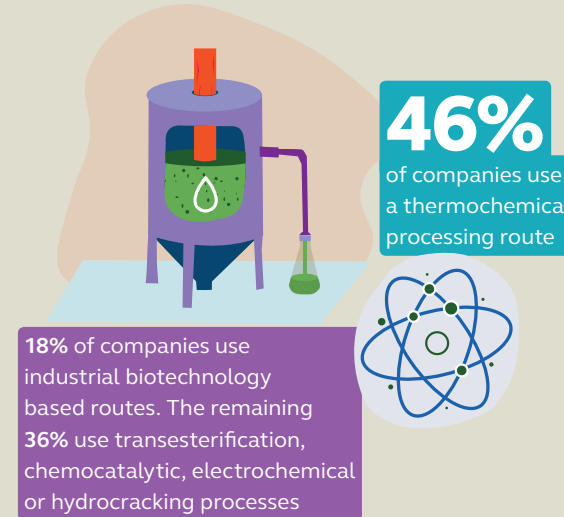 46%
of companies use
a thermochemica
processing route
18% of companies use
industrial biotechnology
based routes. The remaining
36% use transesterification,
chemocatalytic, electrochemical
or hydrocracking processes